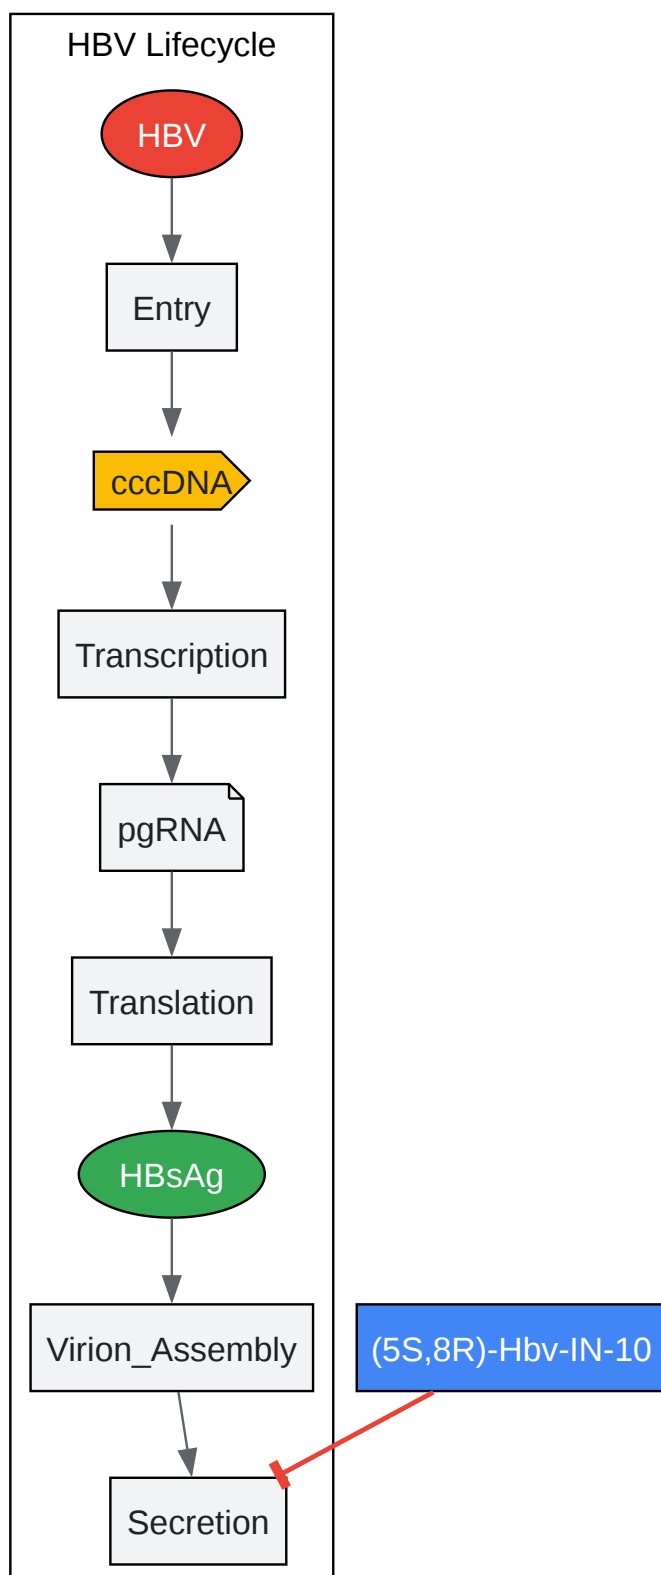 HBV Lifecycle
HBV
Entry
cccDNA
Transcription
pgRNA
Translation
HBsAg
Virion_Assembly
(5S,8R)-Hbv-IN-10
Secretion